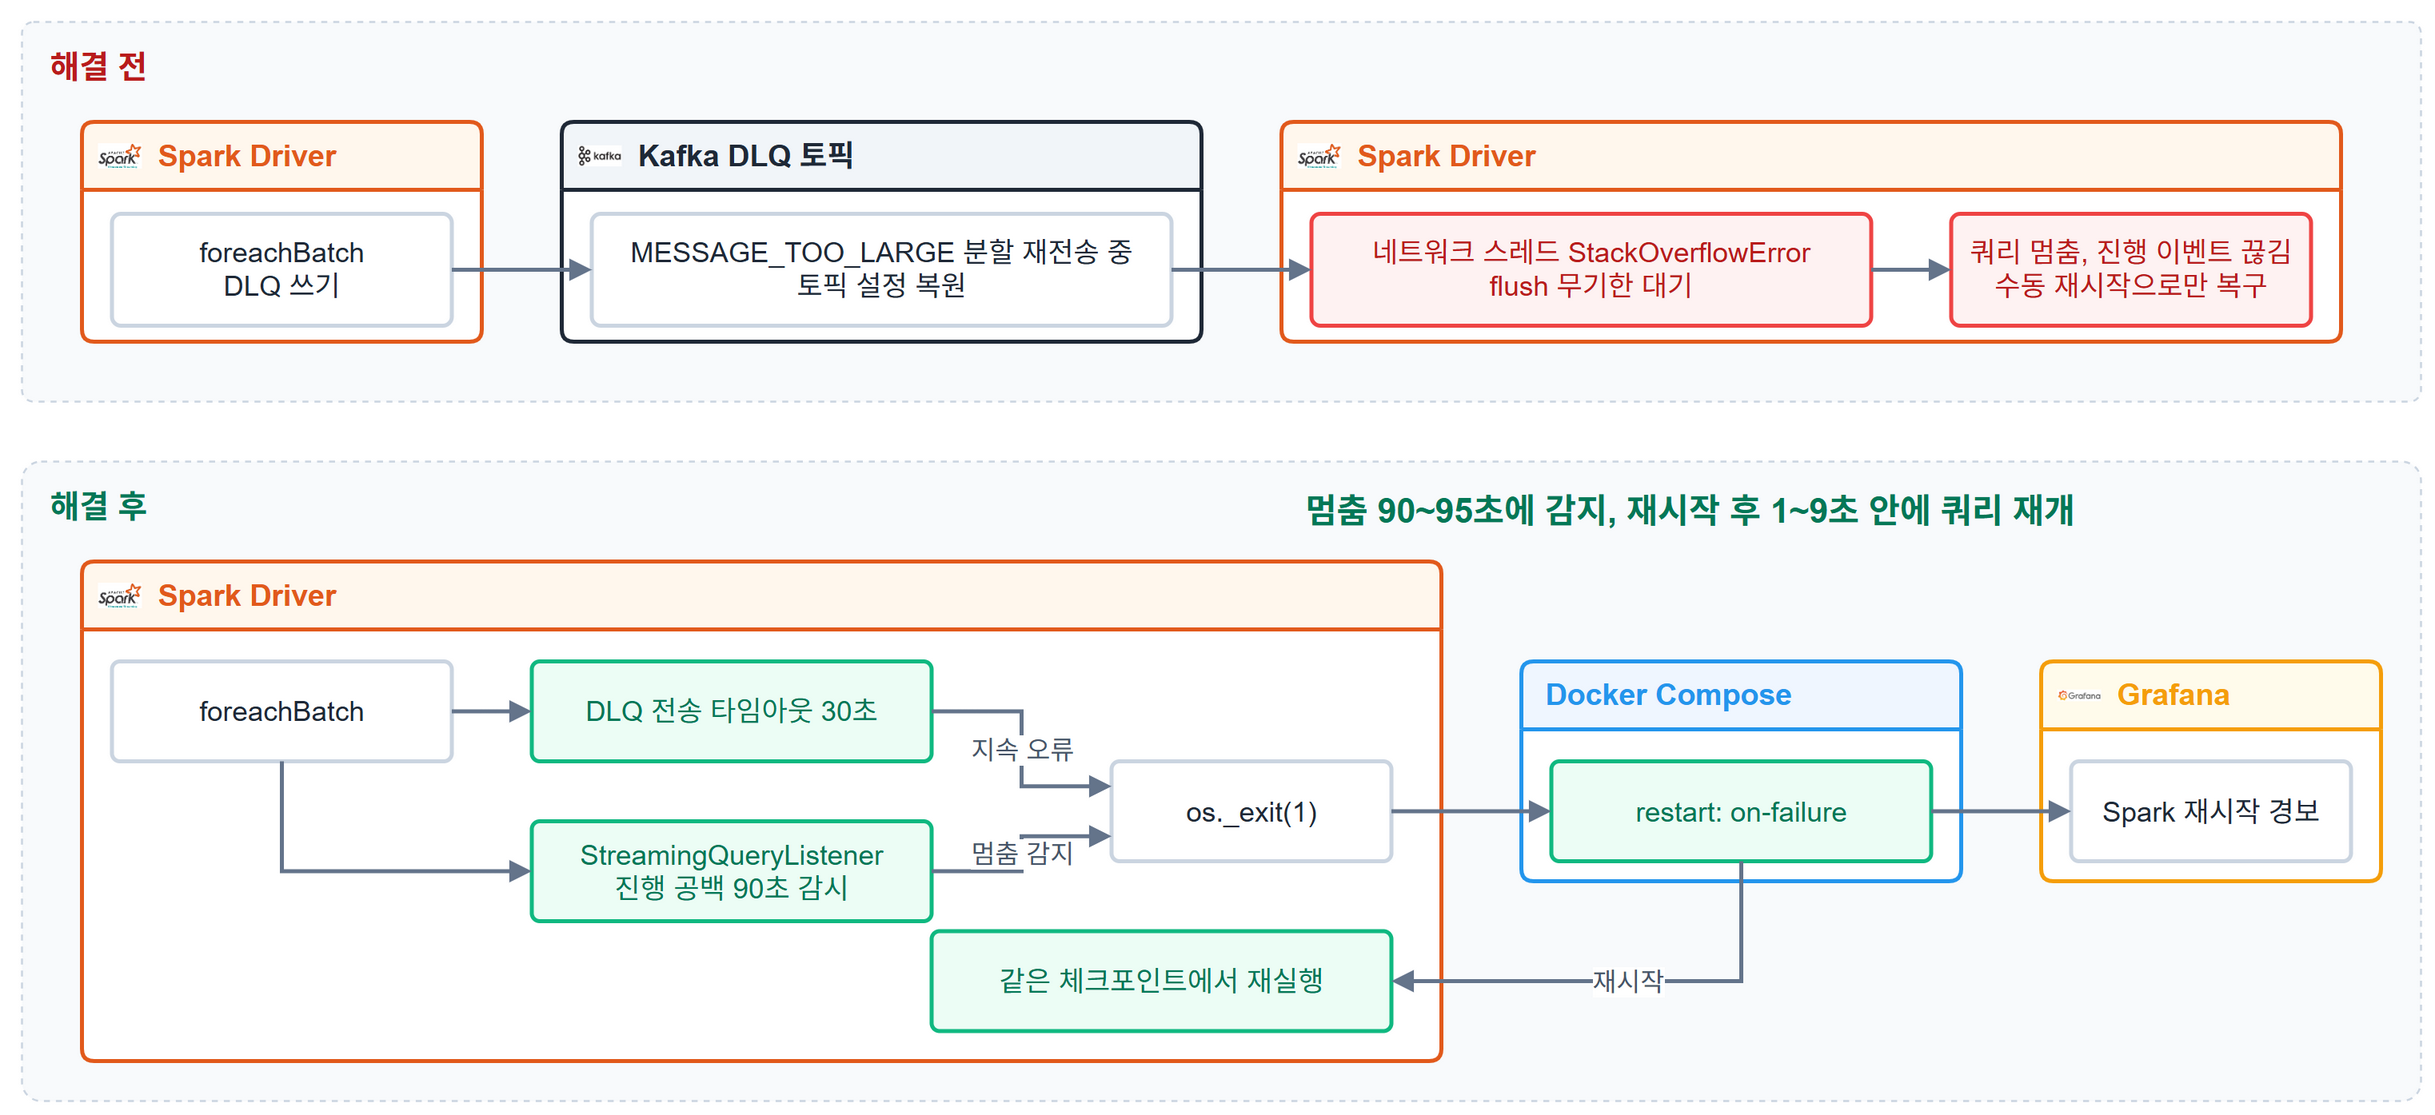 해결 전
Spark Spark Driver
foreachBatch
DLQ 쓰기
kafka Kafka DLQ 토픽
MESSAGE_TOO_LARGE 분할 재전송 중
토픽 설정 복원
Spark Spark Driver
네트워크 스레드 StackOverflowError
flush 무기한 대기
쿼리 멈춤, 진행 이벤트 끊김
수동 재시작으로만 복구
해결 후
멈춤 90~95초에 감지, 재시작 후 1~9초 안에 쿼리 재개
Spark Spark Driver
foreachBatch
DLQ 전송 타임아웃 30초
지속 오류
StreamingQueryListener
진행 공백 90초 감시
멈춤 감지
os._exit(1)
같은 체크포인트에서 재실행
Docker Compose
restart: on-failure
재시작
Grafana Grafana
Spark 재시작 경보